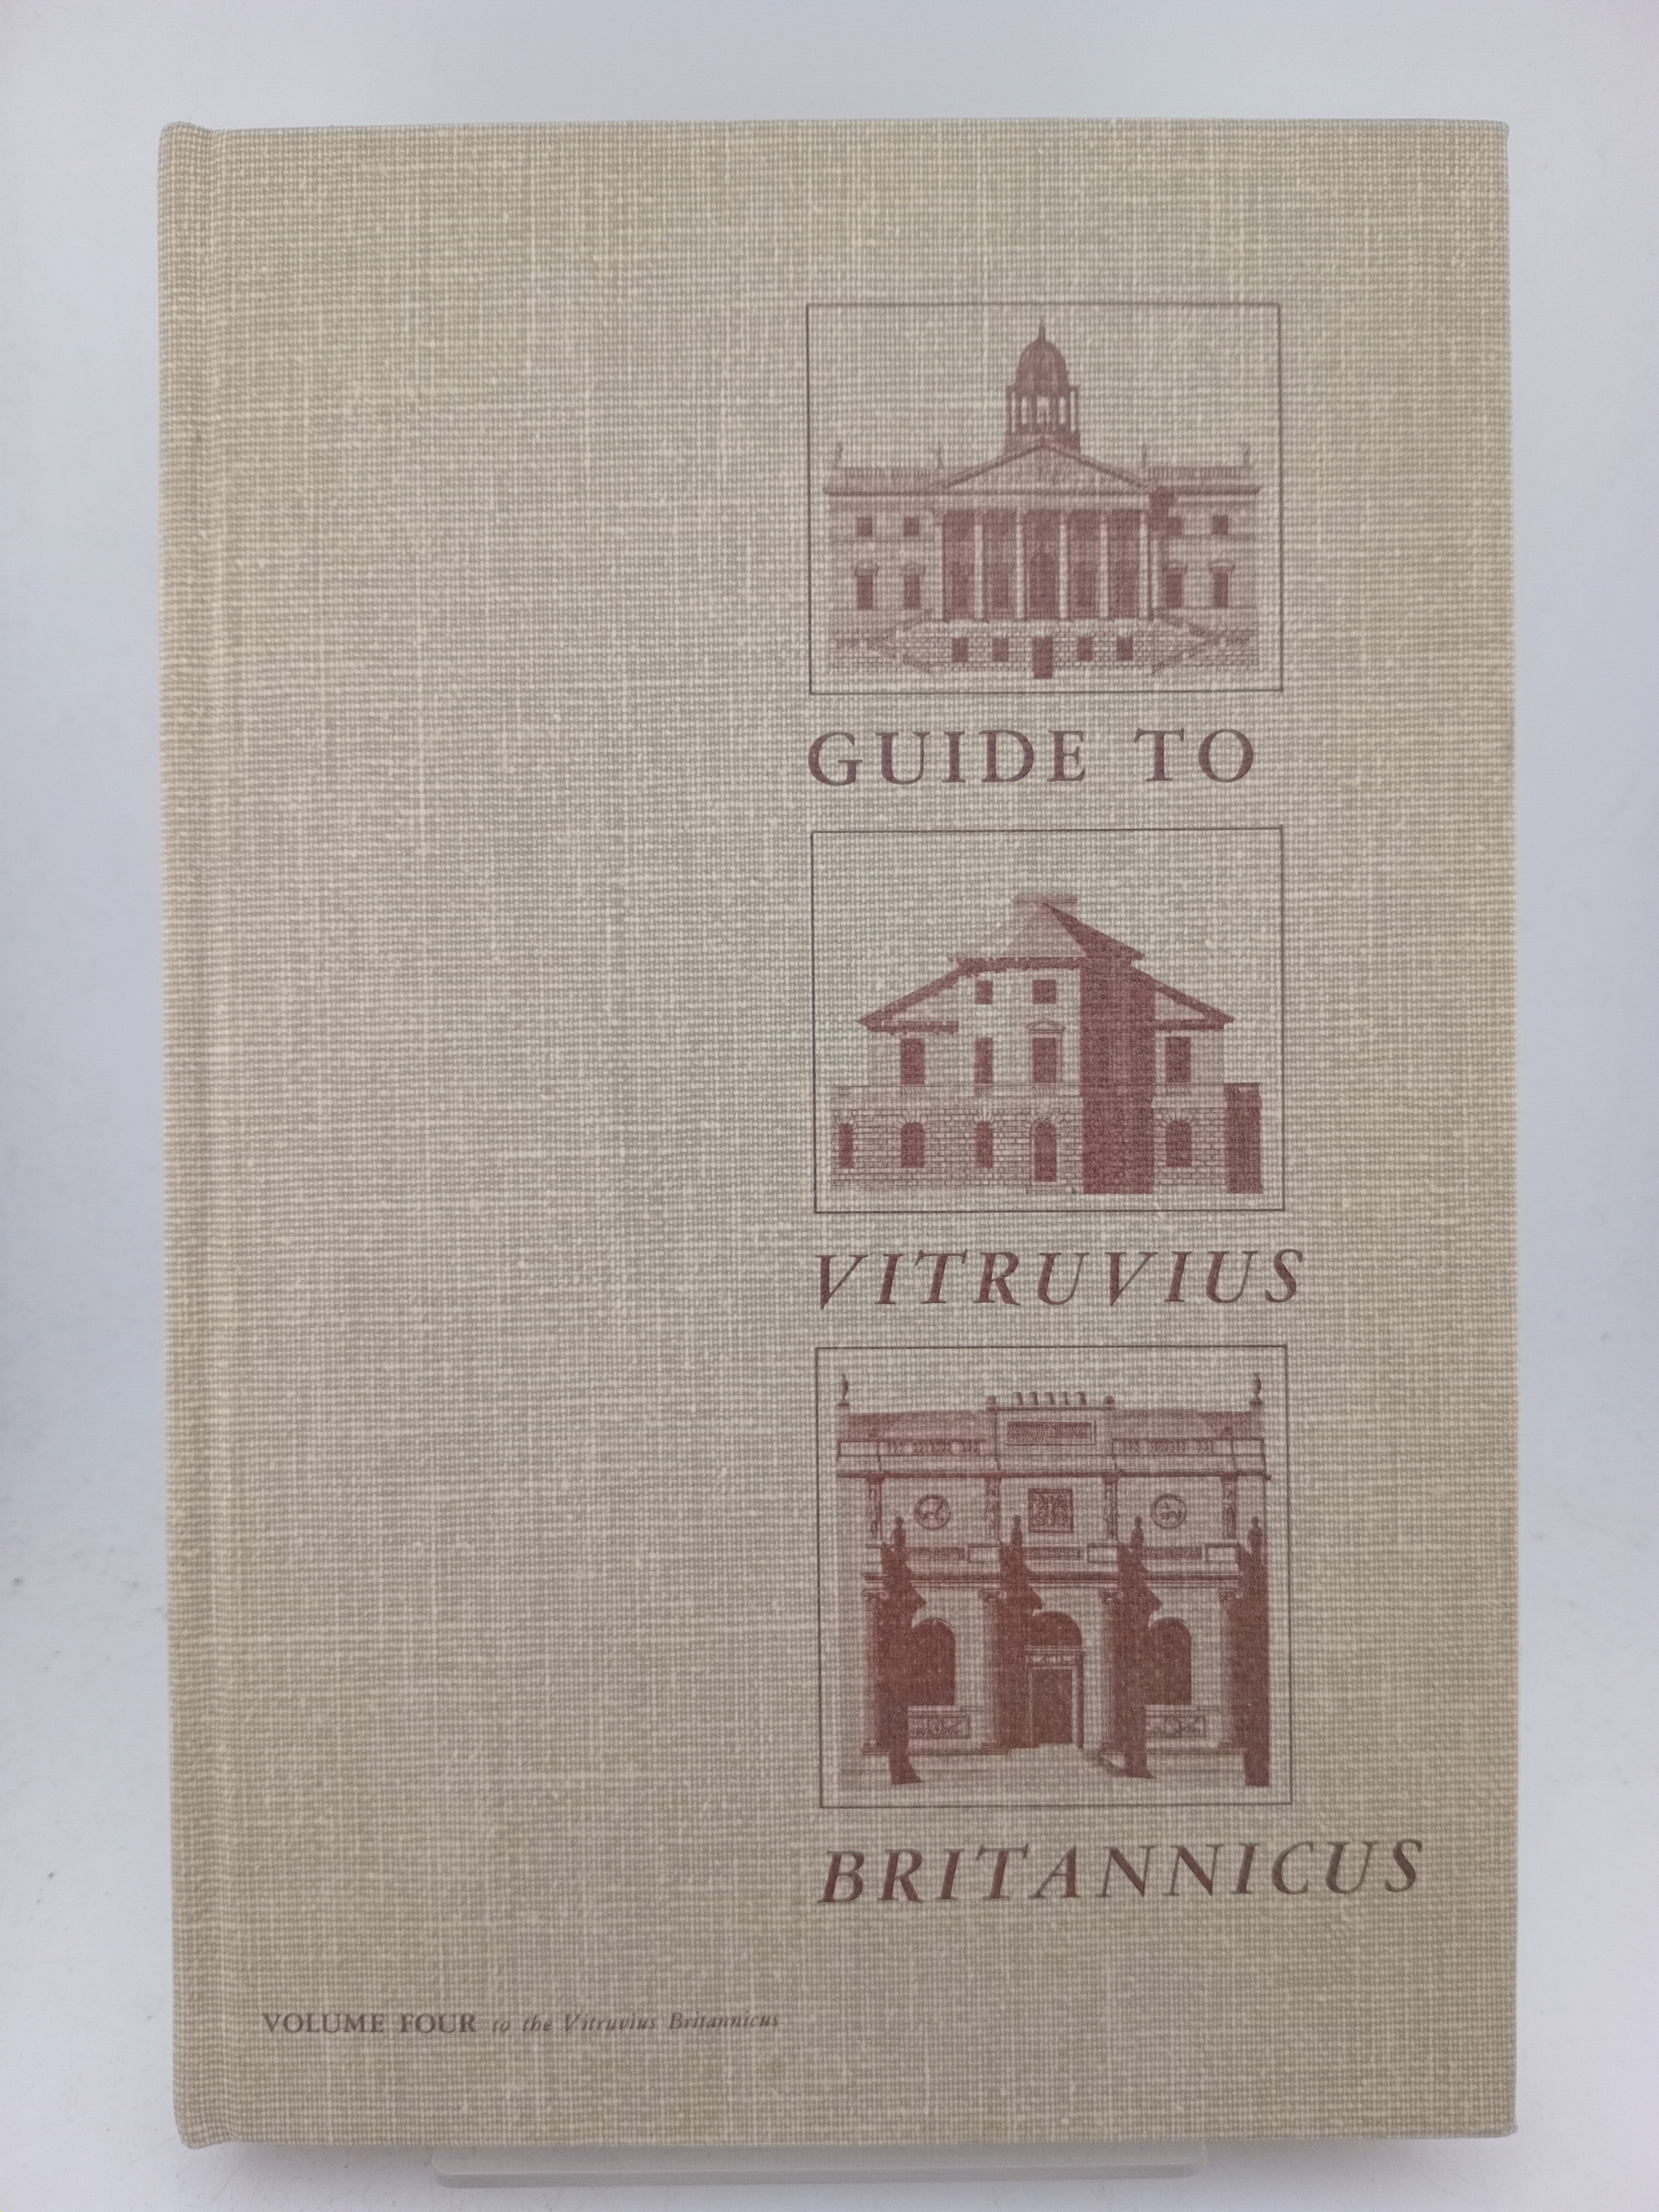 GUIDE TO
VITRUVIUS
BRITANNICUS
VOLUME FOUR to the Vitruvius Britannicus